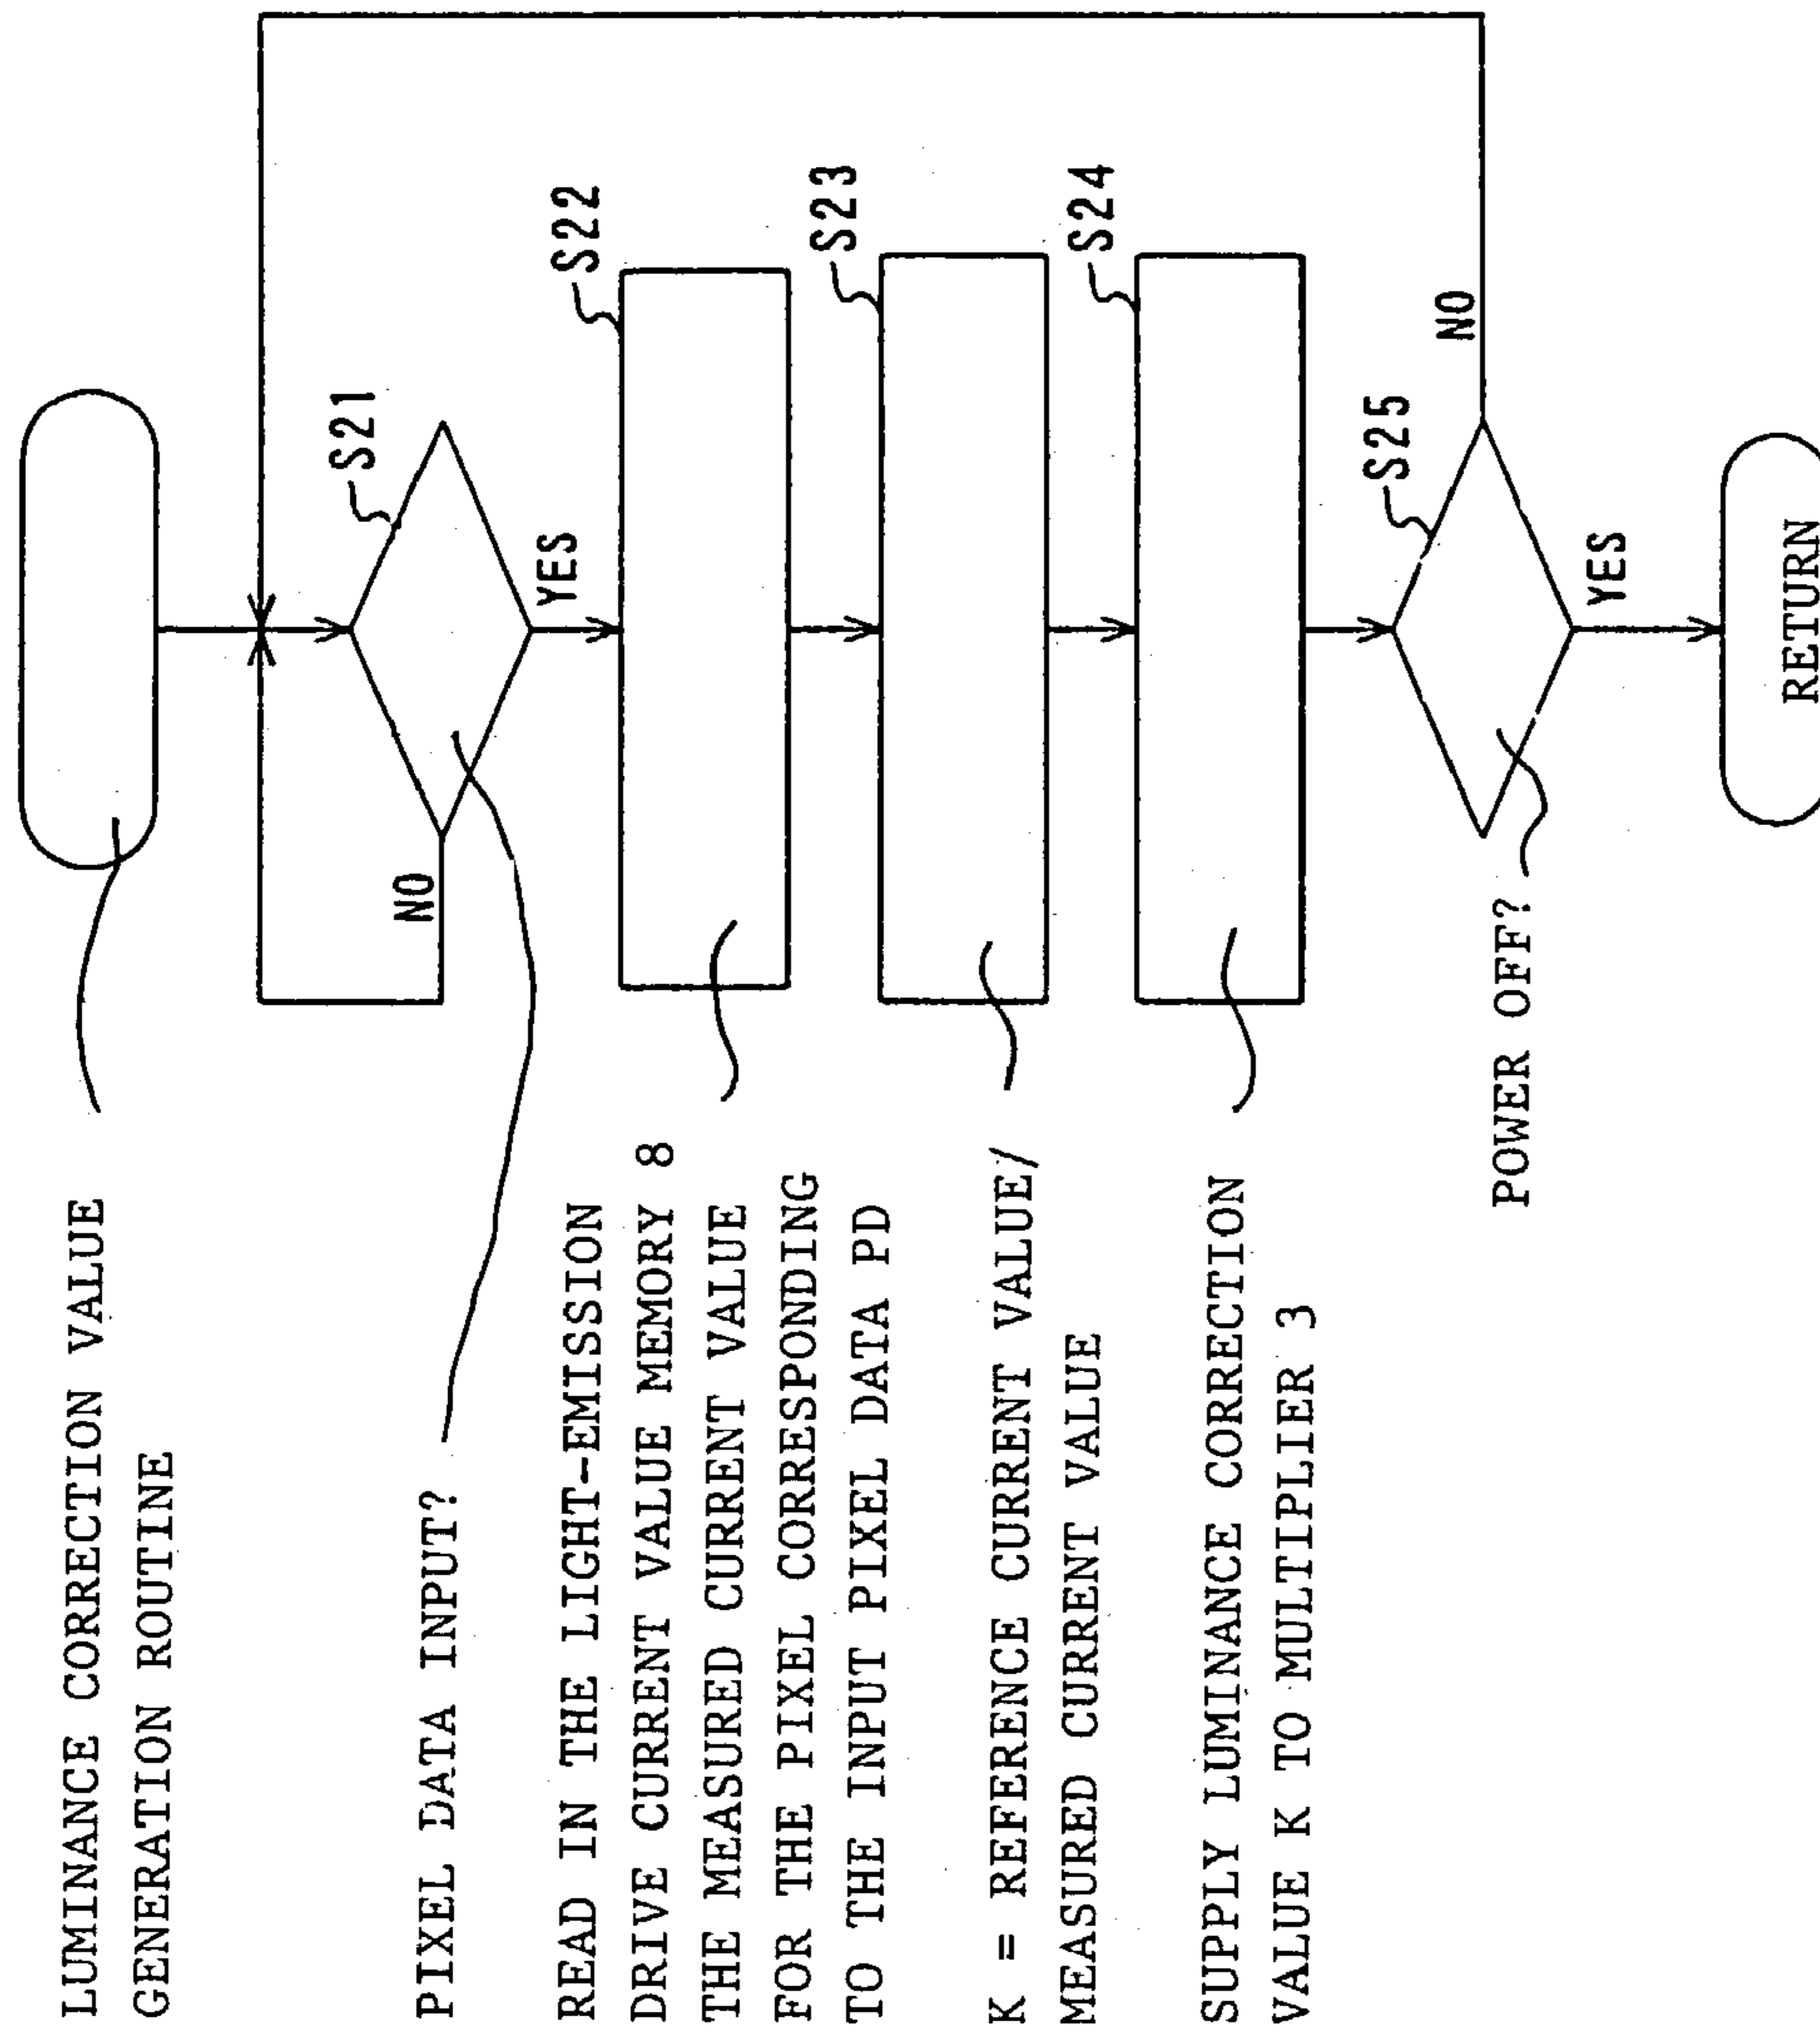 LUMINANCE CORRECTION VALUE
GENERATION ROUTINE
PIXEL DATA INPUT?
S21
NO
YES
READ IN THE LIGHT-EMISSION
DRIVE CURRENT VALUE MEMORY 8
THE MEASURED CURRENT VALUE
FOR THE PIXEL CORRESPONDING
TO THE INPUT PIXEL DATA PD
S22
K = REFERENCE CURRENT VALUE/
MEASURED CURRENT VALUE
S23
SUPPLY LUMINANCE CORRECTION
VALUE K TO MULTIPLIER 3
S24
POWER OFF?
S25
NO
YES
RETURN